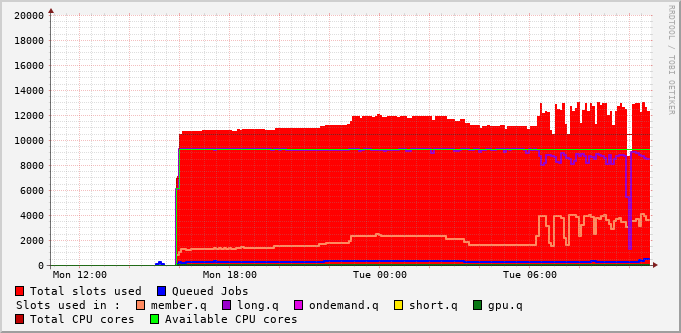 RRDTOOL / TOBI OETIKER
20000
18000
16000
14000
12000
10000
8000
6000
4000
2000
0
Mon 12:00 Mon 18:00 Tue 00:00 Tue 06:00
Total slots used Queued Jobs
Slots used in : member.q long.q ondemand.q short.q gpu.q
Total CPU cores Available CPU cores